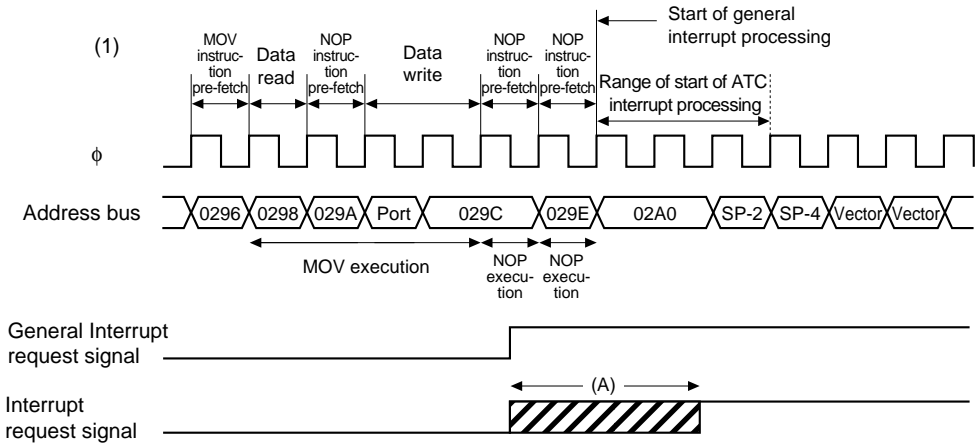 (1)
MOV
instruc-
tion
pre-fetch
Data
read
NOP
instruc-
tion
pre-fetch
Data
write
NOP
instruc-
tion
pre-fetch
NOP
instruc-
tion
pre-fetch
Start of general
interrupt processing
Range of start of ATC
interrupt processing
ϕ
Address bus
0296 0298 029A Port 029C 029E 02A0 SP-2 SP-4 Vector Vector
MOV execution
NOP
execu-
tion
NOP
execu-
tion
General Interrupt
request signal
(A)
Interrupt
request signal